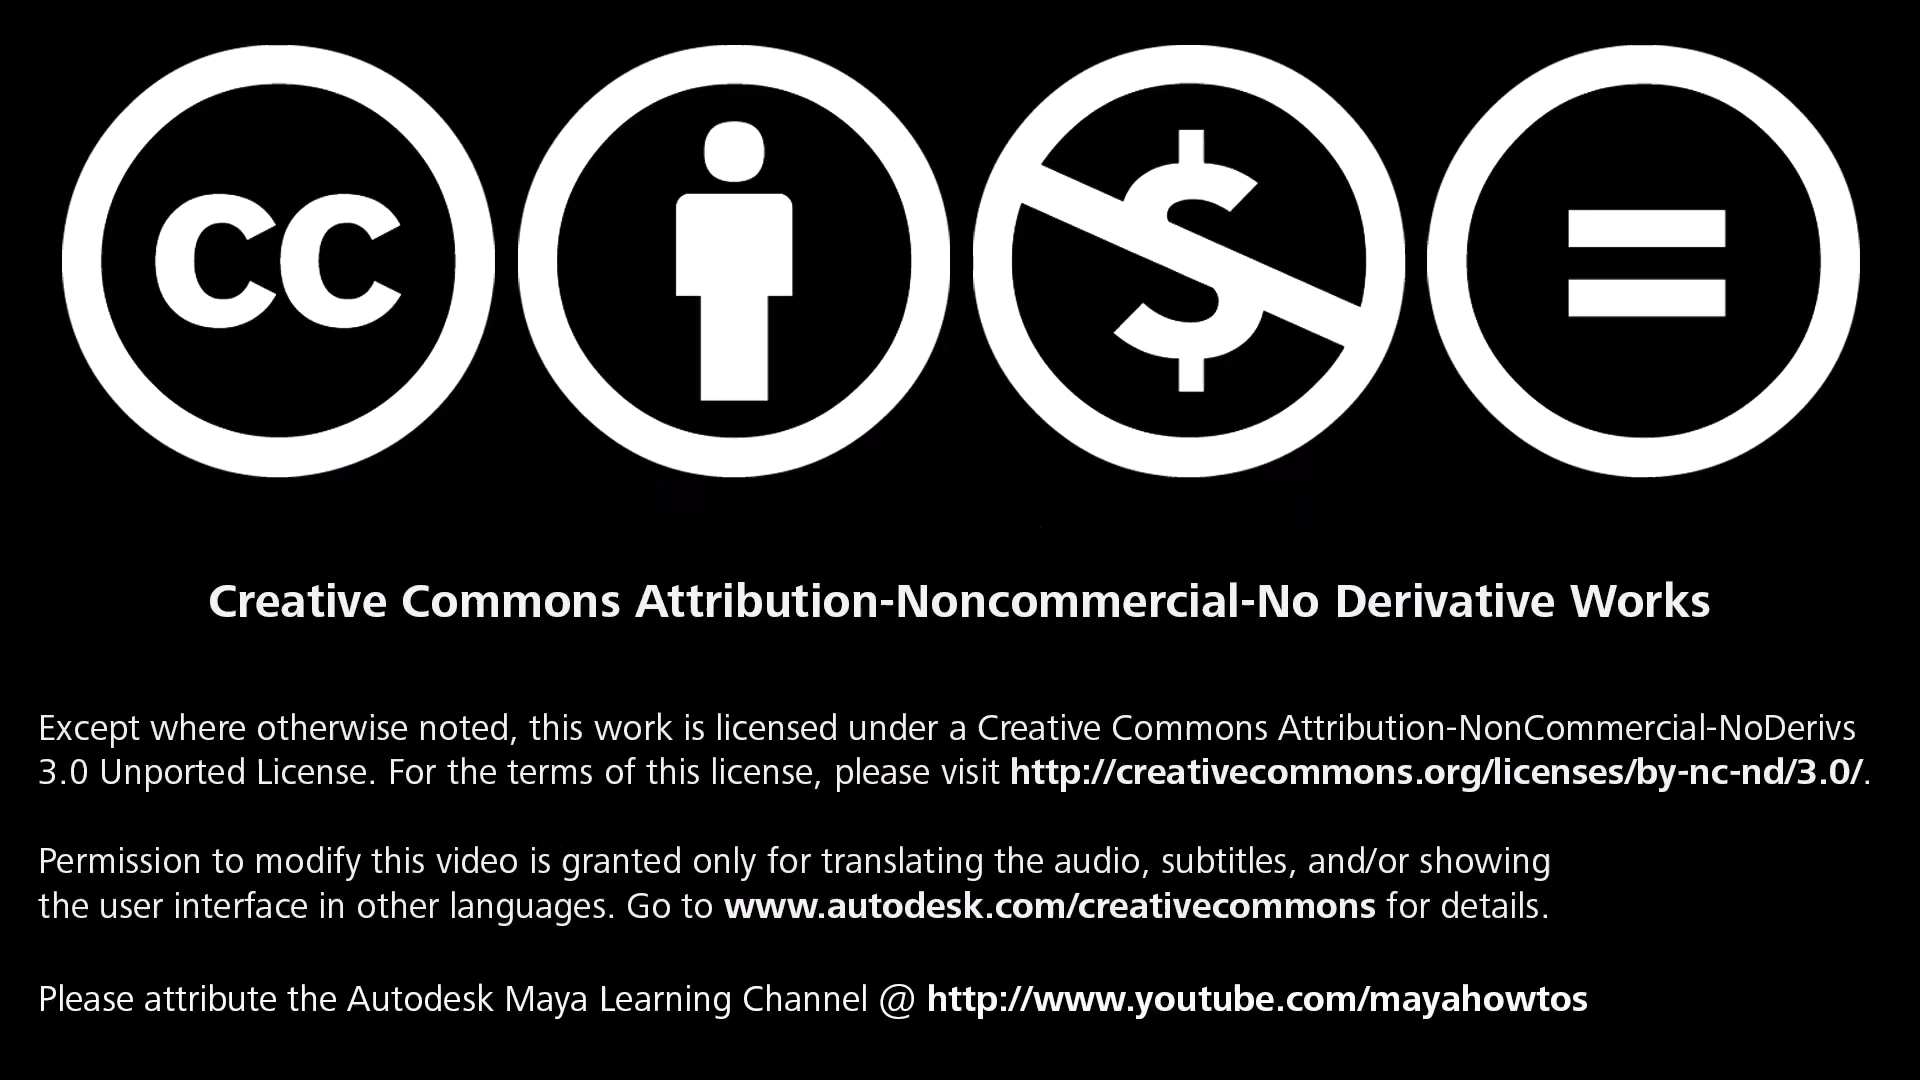 cc
$
=
Creative Commons Attribution-Noncommercial-No Derivative Works
Except where otherwise noted, this work is licensed under a Creative Commons Attribution-NonCommercial-NoDerivs
3.0 Unported License. For the terms of this license, please visit http://creativecommons.org/licenses/by-nc-nd/3.0/.
Permission to modify this video is granted only for translating the audio, subtitles, and/or showing
the user interface in other languages. Go to www.autodesk.com/creativecommons for details.
Please attribute the Autodesk Maya Learning Channel @ http://www.youtube.com/mayahowtos